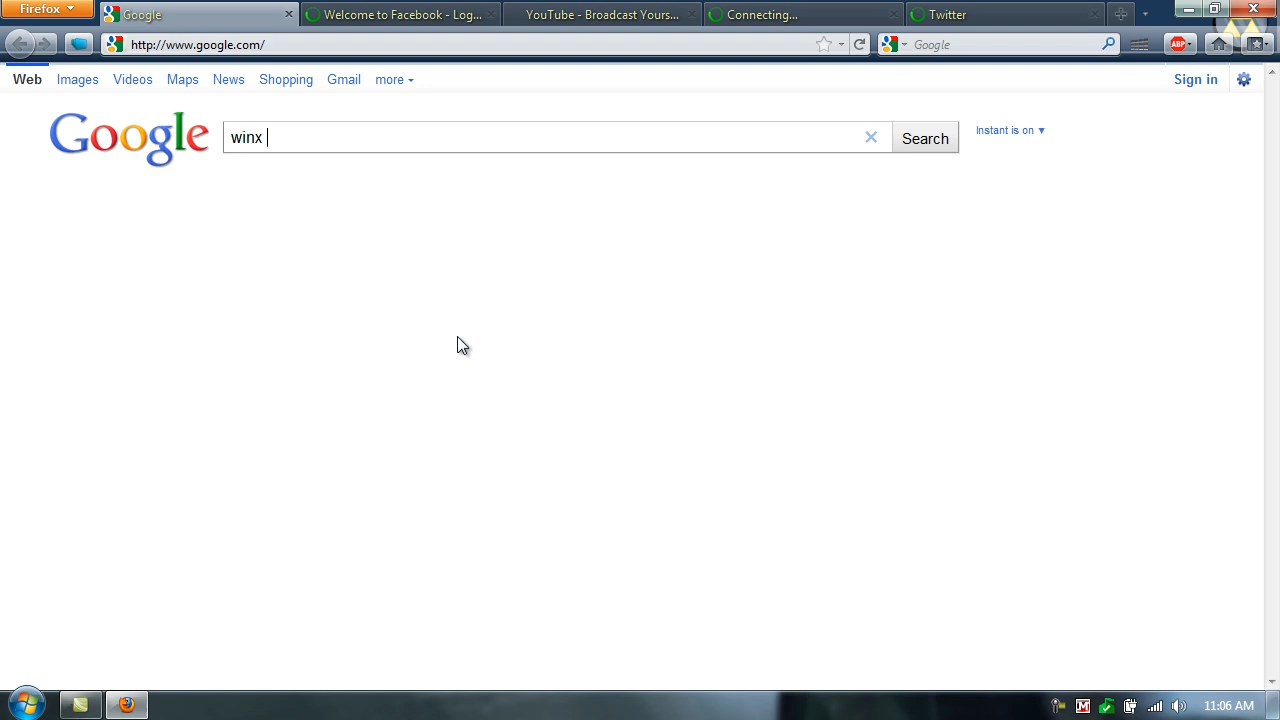 Firefox
Google
Welcome to Facebook - Log...
YouTube - Broadcast Yours...
Connecting...
Twitter
http://www.google.com/
Google
ABP
Web Images Videos Maps News Shopping Gmail more
Sign in
Google
winx
Search
Instant is on ▼
11:06 AM